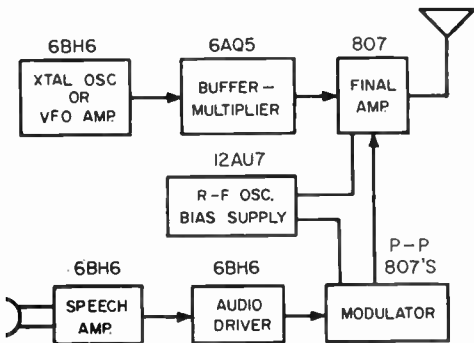 6BH6
XTAL OSC
OR
VFO AMP.
6AQ5
BUFFER-
MULTIPLIER
807
FINAL
AMP.
12AU7
R-F OSC.
BIAS SUPPLY
6BH6
SPEECH
AMP.
6BH6
AUDIO
DRIVER
P-P
807'S
MODULATOR